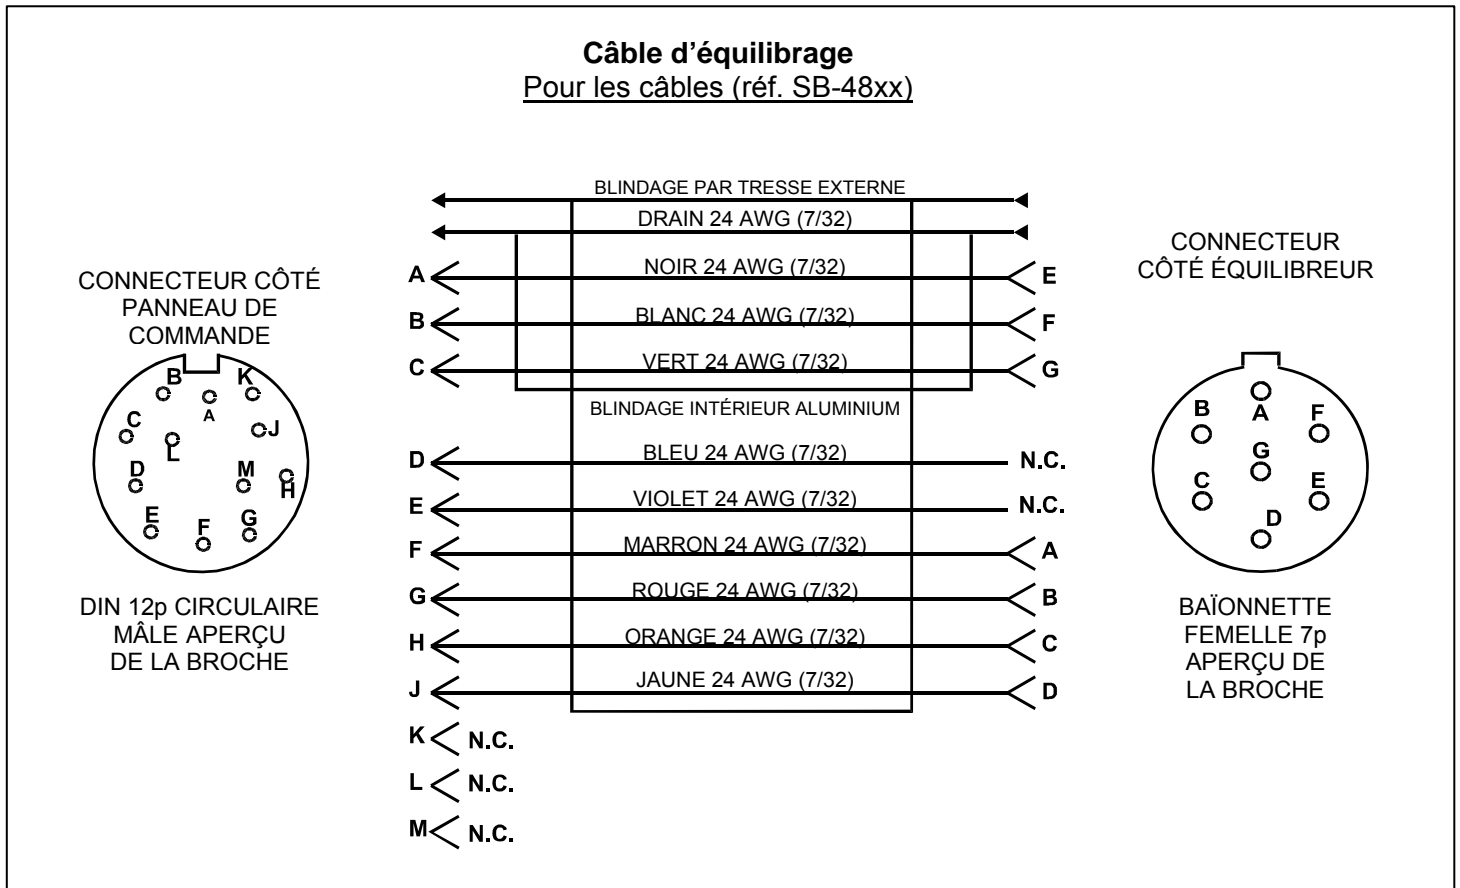 Câble d’équilibrage
Pour les câbles (réf. SB-48xx)
BLINDAGE PAR TRESSE EXTERNE
DRAIN 24 AWG (7/32)
A NOIR 24 AWG (7/32) E
B BLANC 24 AWG (7/32) F
C VERT 24 AWG (7/32) G
BLINDAGE INTÉRIEUR ALUMINIUM
D BLEU 24 AWG (7/32) N.C.
E VIOLET 24 AWG (7/32) N.C.
F MARRON 24 AWG (7/32) A
G ROUGE 24 AWG (7/32) B
H ORANGE 24 AWG (7/32) C
J JAUNE 24 AWG (7/32) D
K N.C.
L N.C.
M N.C.
CONNECTEUR CÔTÉ
PANNEAU DE
COMMANDE
B K
A
C J
L
D M H
E F G
DIN 12p CIRCULAIRE
MÂLE APERÇU
DE LA BROCHE
CONNECTEUR
CÔTÉ ÉQUILIBREUR
B A F
G
C E
D
BAÏONNETTE
FEMELLE 7p
APERÇU DE
LA BROCHE